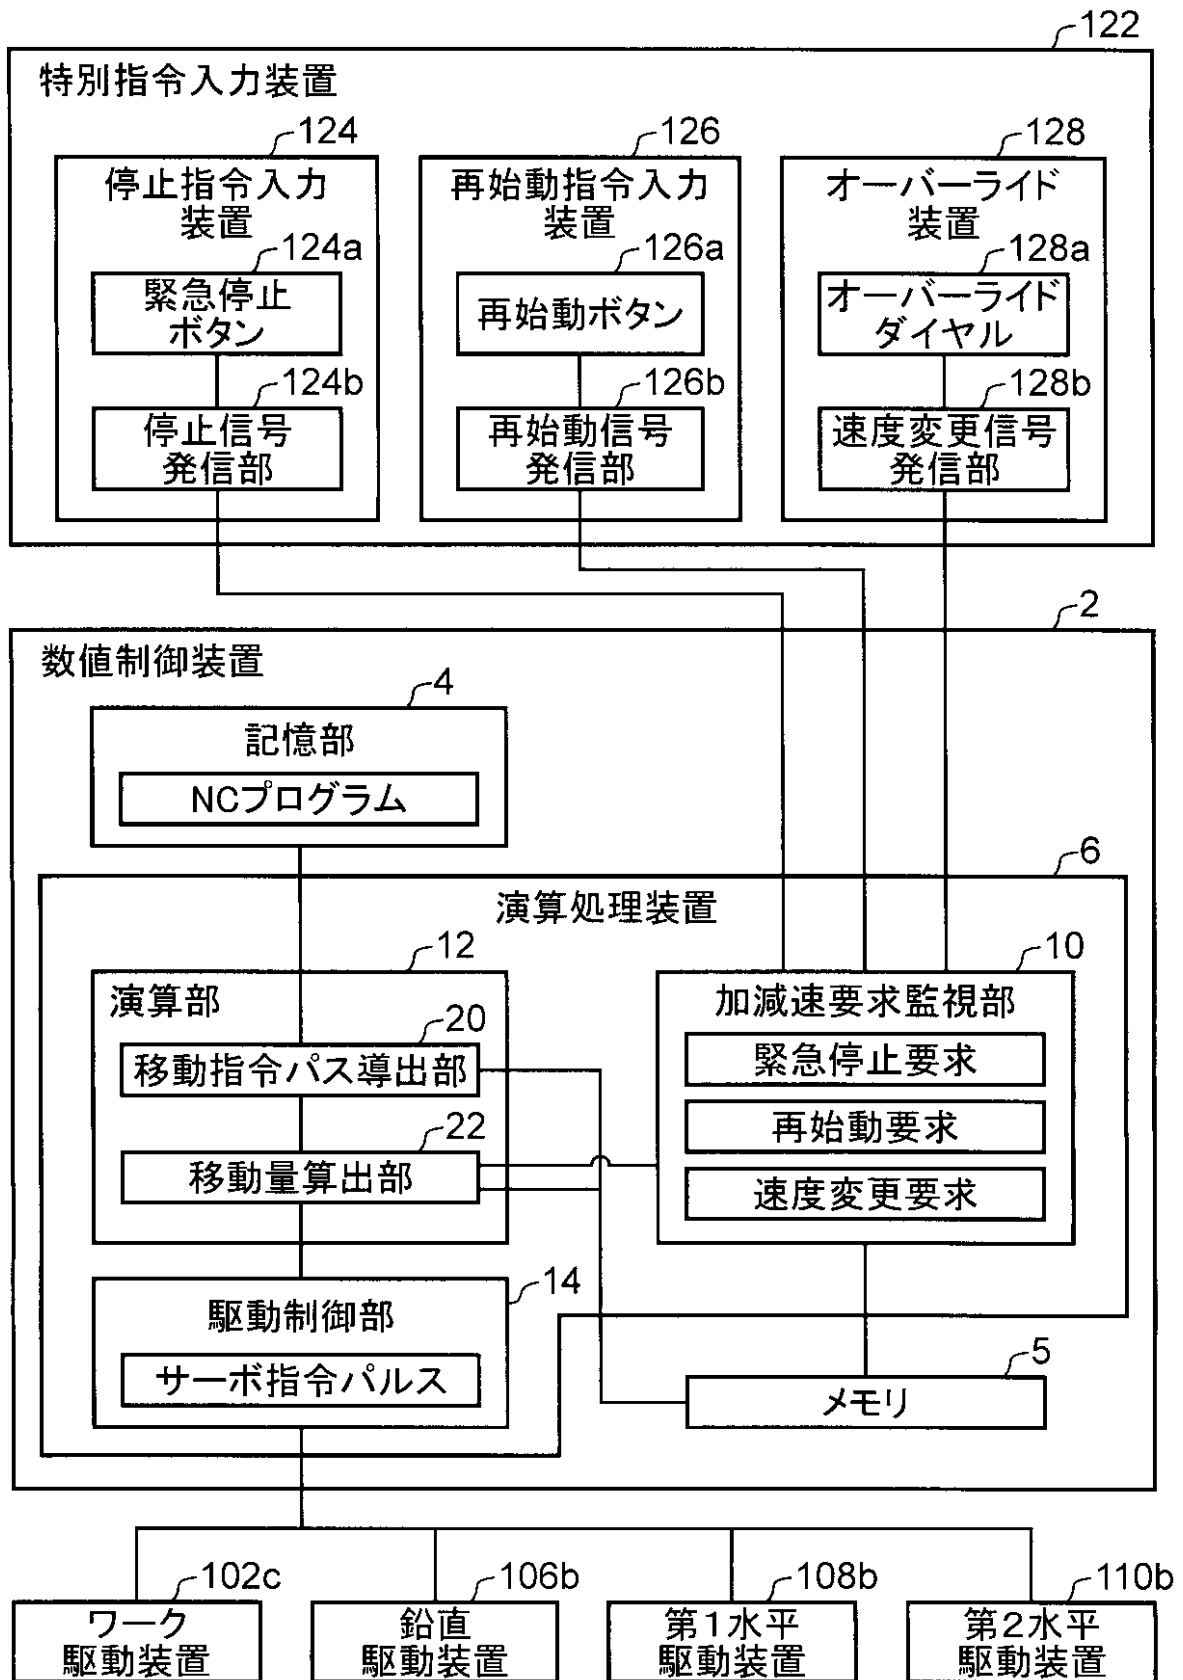 122
特別指令入力装置
124
126
128
停止指令入力
装置
再始動指令入力
装置
オーバーライド
装置
124a
126a
128a
緊急停止
ボタン
再始動ボタン
オーバーライド
ダイヤル
124b
126b
128b
停止信号
発信部
再始動信号
発信部
速度変更信号
発信部
2
数値制御装置
4
記憶部
NCプログラム
6
演算処理装置
12
10
演算部
加減速要求監視部
20
移動指令パス導出部
緊急停止要求
22
再始動要求
移動量算出部
速度変更要求
14
駆動制御部
サーボ指令パルス
5
メモリ
102c
106b
108b
110b
ワーク
駆動装置
鉛直
駆動装置
第1水平
駆動装置
第2水平
駆動装置